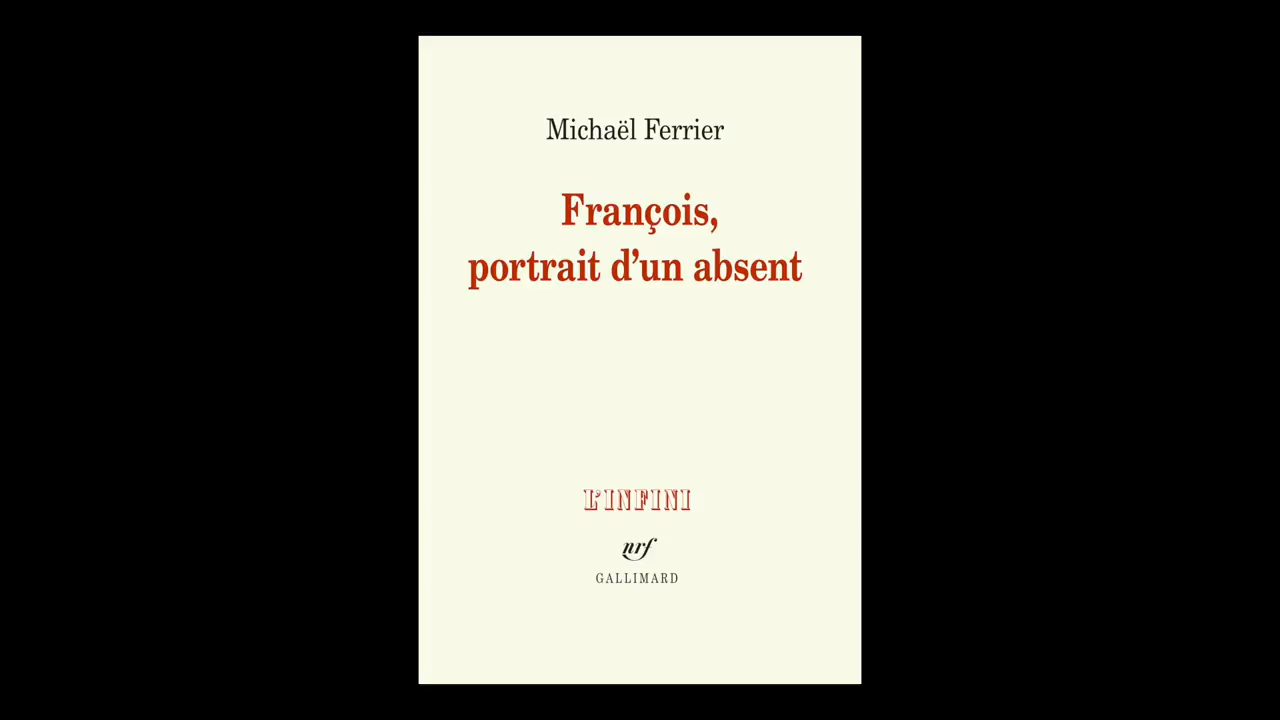 Michaël Ferrier
François,
portrait d’un absent
L’INFINI
nrf
GALLIMARD